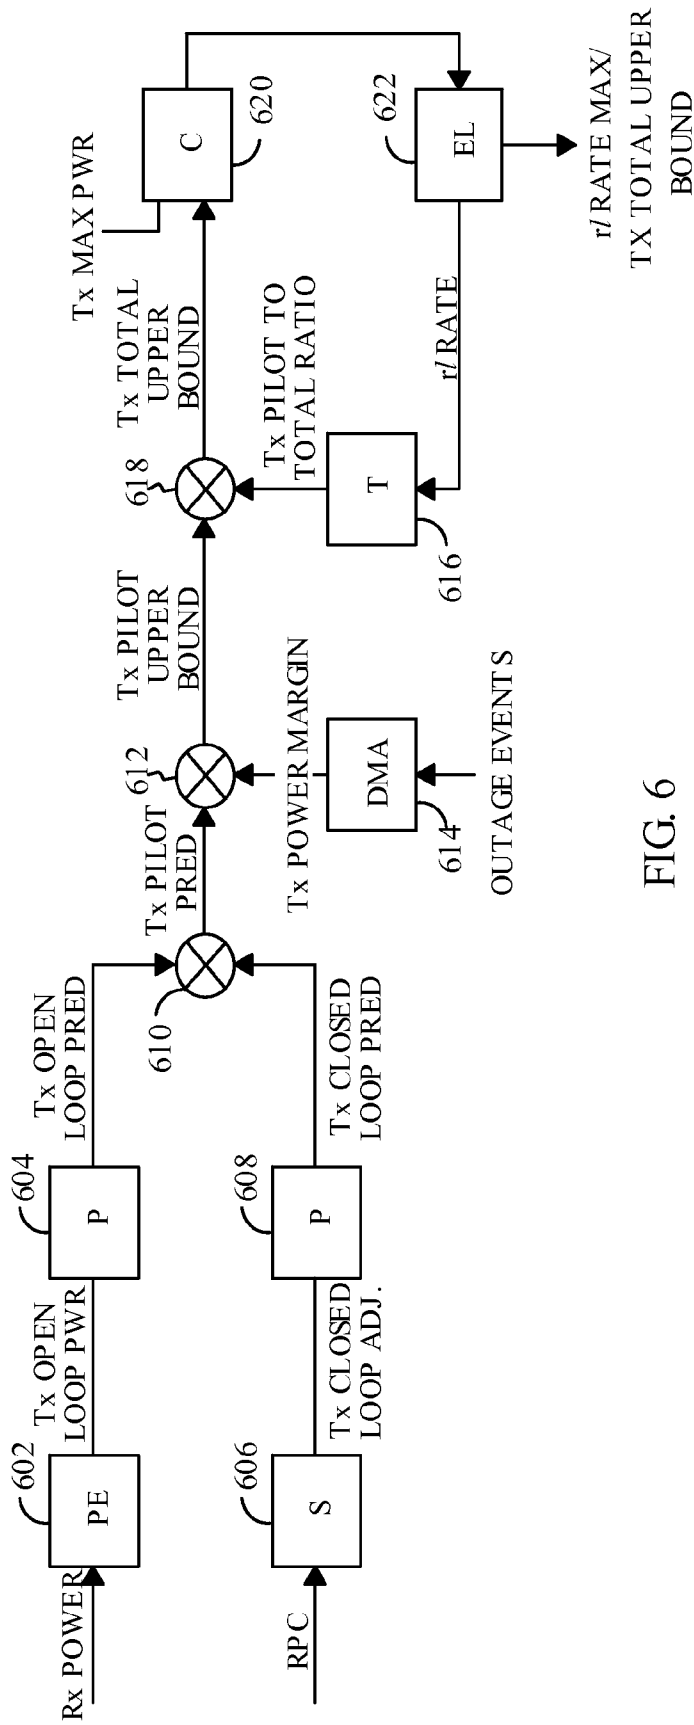 Rx POWER
602
PE
Tx OPEN
LOOP PWR
604
P
Tx OPEN
LOOP PRED
RPC
606
S
Tx CLOSED
LOOP ADJ.
608
P
Tx CLOSED
LOOP PRED
610
Tx PILOT
PRED
612
Tx POWER MARGIN
DMA
614
OUTAGE EVENTS
Tx PILOT
UPPER
BOUND
618
Tx PILOT TO
TOTAL RATIO
T
616
Tx TOTAL
UPPER
BOUND
Tx MAX PWR
C
620
rl RATE
622
EL
rl RATE MAX/
TX TOTAL UPPER
BOUND
FIG. 6